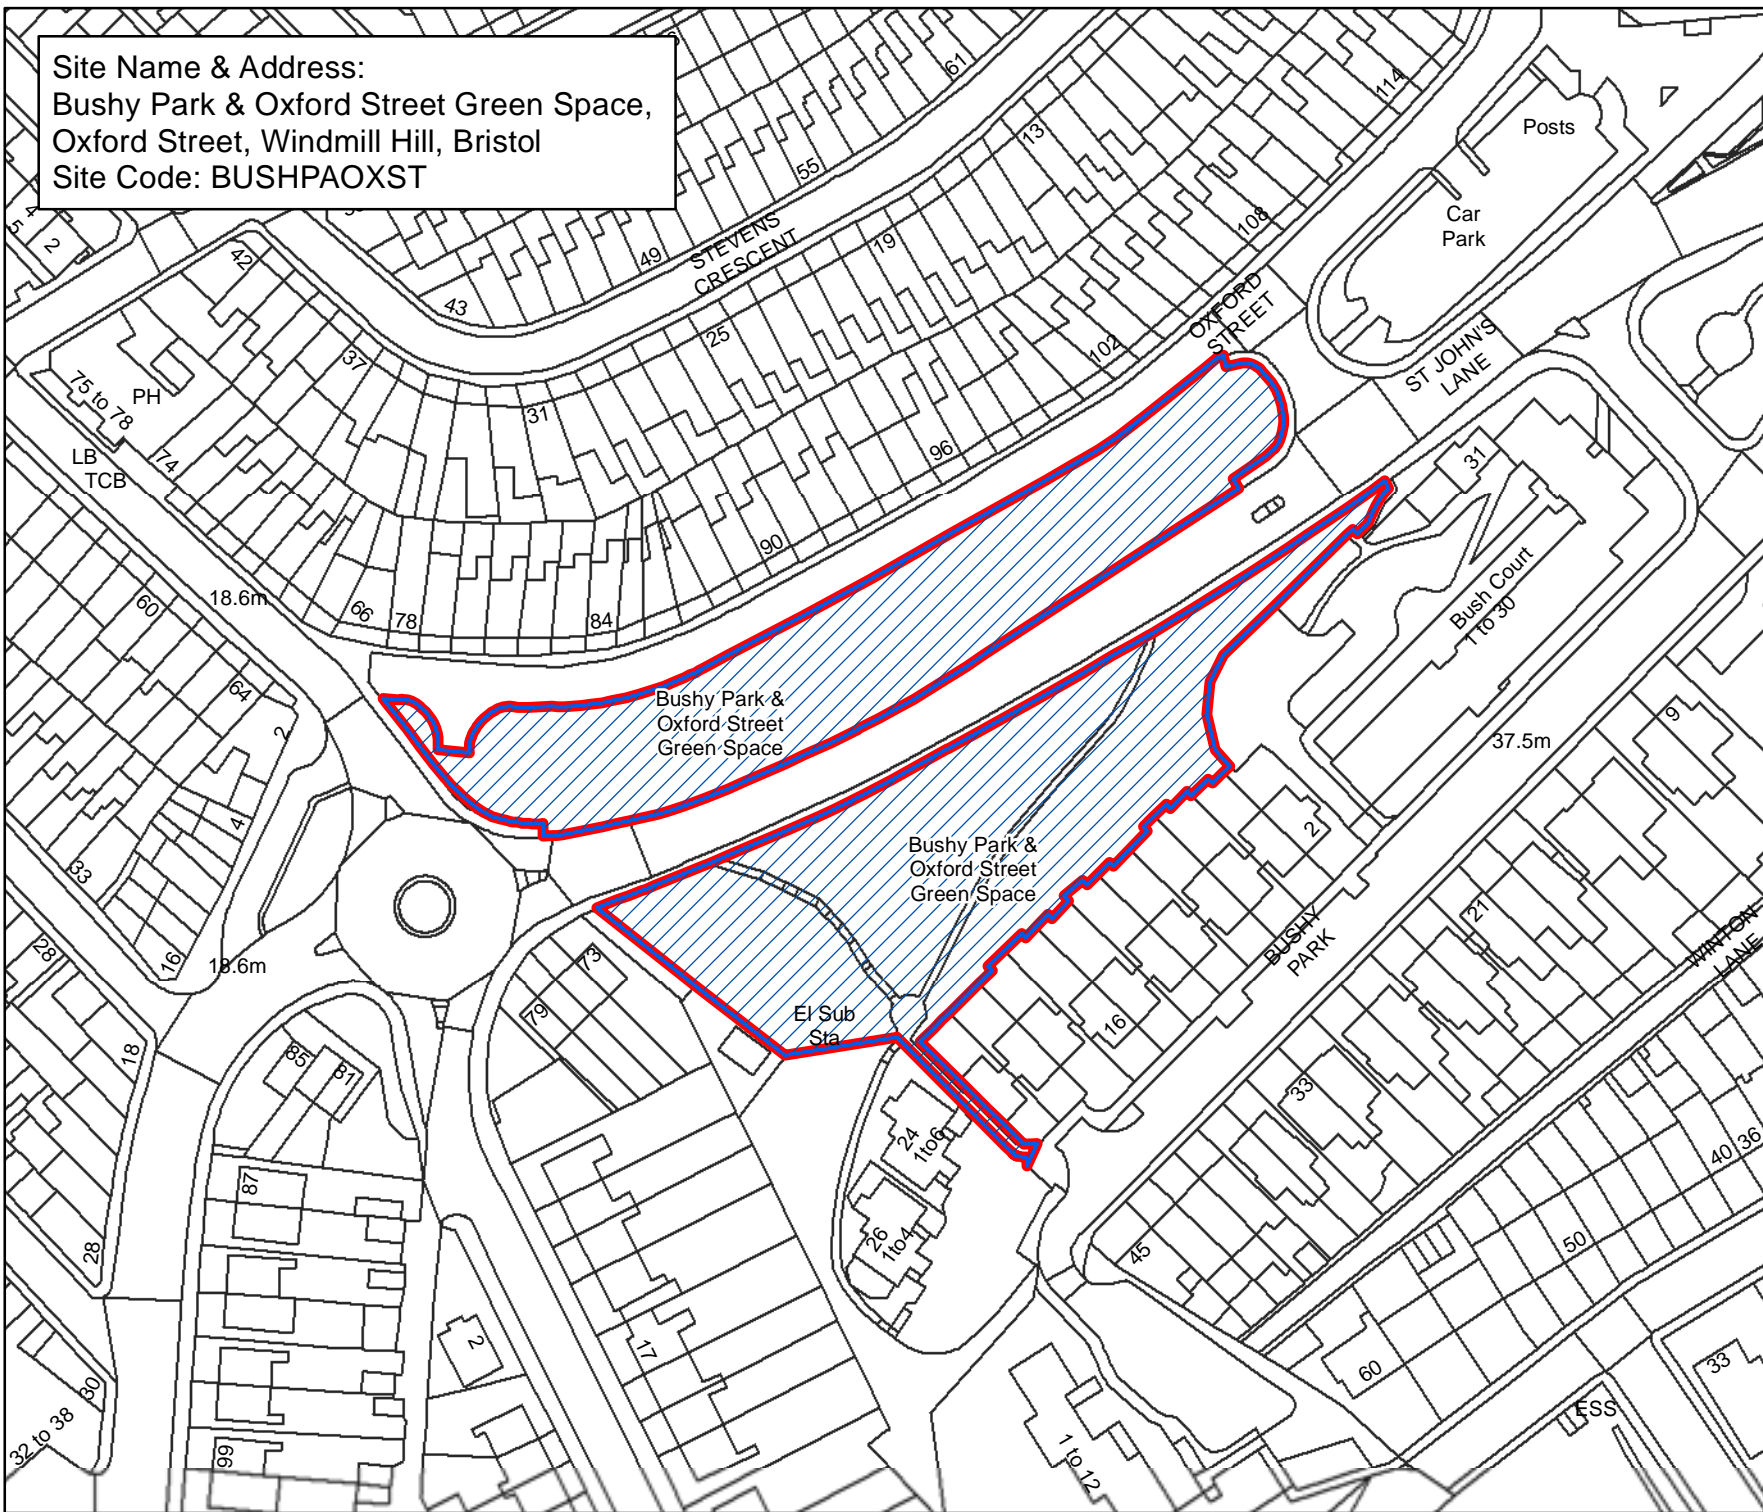 Site Name & Address:
Bushy Park & Oxford Street Green Space,
Oxford Street, Windmill Hill, Bristol
Site Code: BUSHPAOXST
61
114
Posts
13
55
Car
Park
108
4
5
2
STEVENS
CRESCENT
19
49
42
43
OXFORD
STREET
25
102
ST JOHN'S
LANE
37
PH
75 to 78
31
96
31
LB
TCB
74
90
Bush Court
1 to 30
18.6m
60
66
78
84
64
2
Bushy Park &
Oxford Street
Green Space
9
37.5m
4
2
33
Bushy Park &
Oxford Street
Green Space
21
BUSHY
PARK
WINTON
LANE
28
16
18.6m
73
79
El Sub
Sta
16
18
85
81
33
24
1to6
40
36
87
26
1to4
45
50
28
2
17
60
33
30
32 to 38
99
1 to 12
ESS